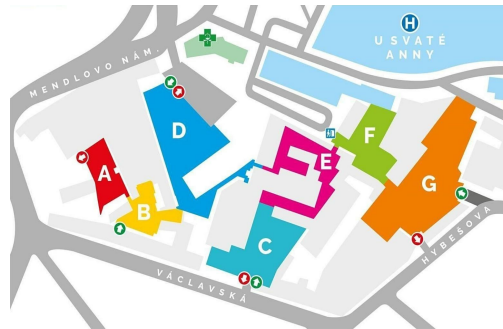 H
U SVATÉ
ANNY
MENDLOVO NÁM.
D
F
E
A
G
B
C
HYBEŠOVA
VÁCLAVSKÁ